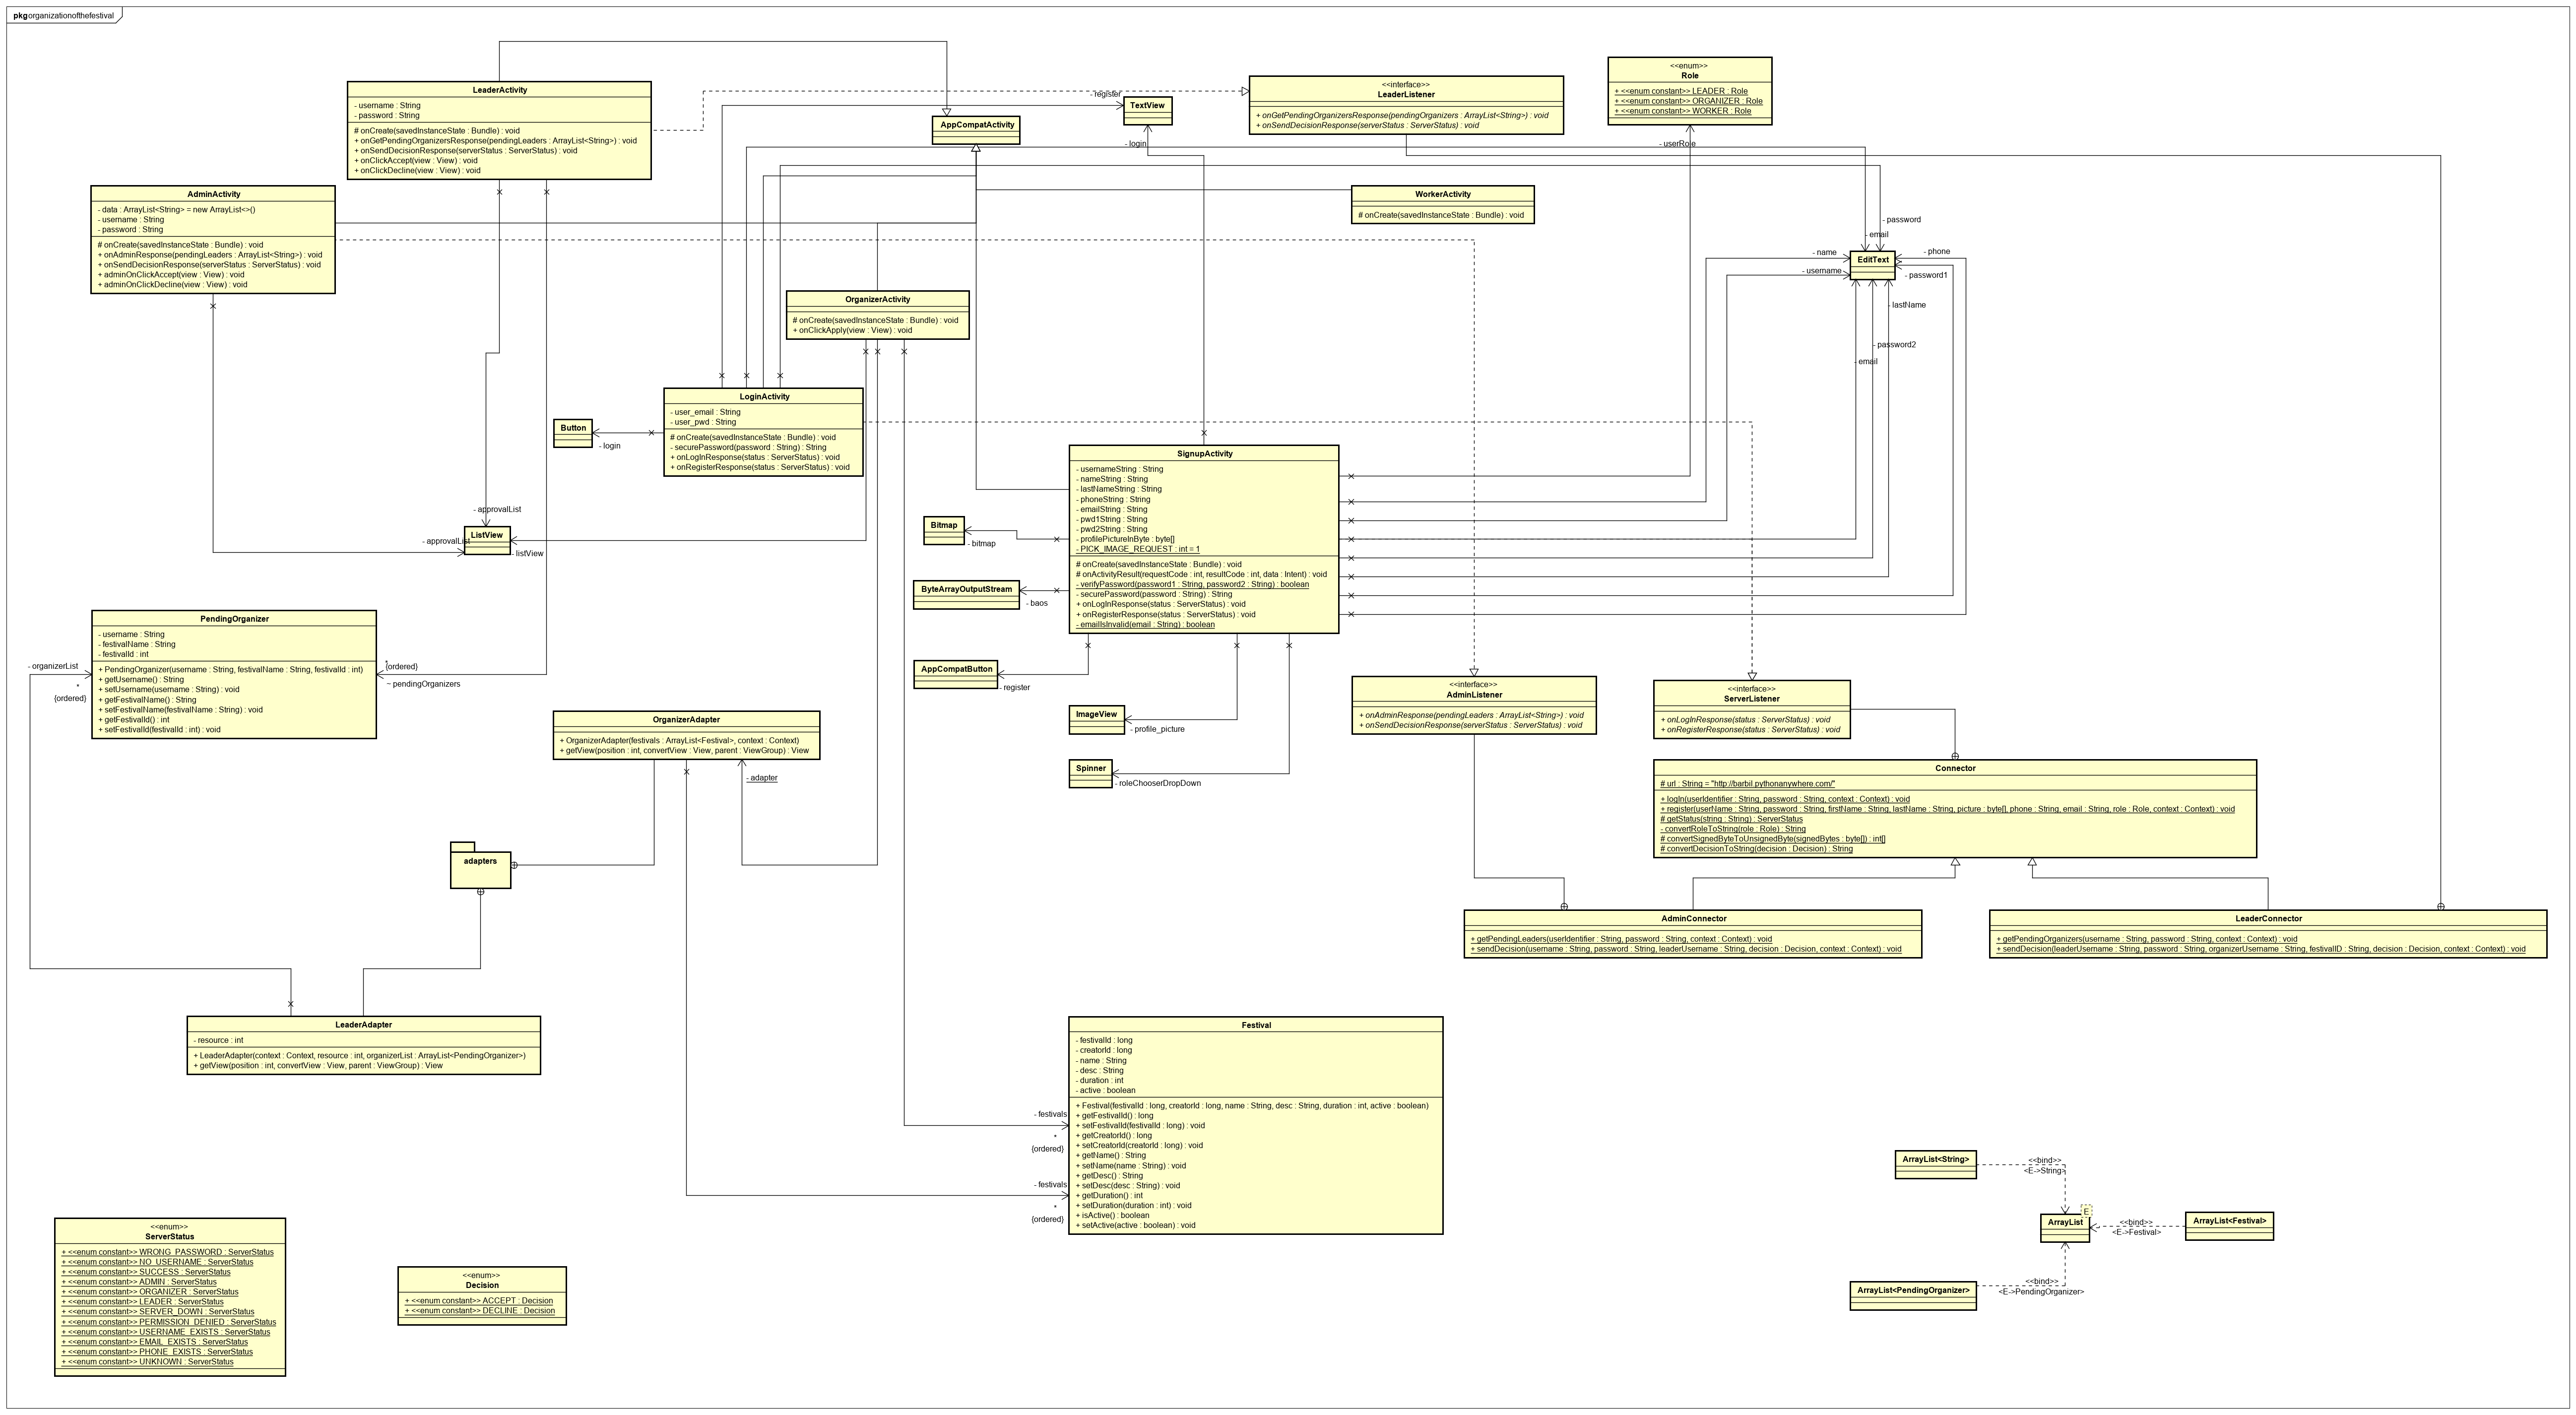 pkg organizationofthefestival
LeaderActivity
- username : String
- password : String
# onCreate(savedInstanceState : Bundle) : void
+ onGetPendingOrganizersResponse(pendingLeaders : ArrayList<String>) : void
+ onSendDecisionResponse(serverStatus : ServerStatus) : void
+ onClickAccept(view : View) : void
+ onClickDecline(view : View) : void
- register
TextView
AppCompatActivity
- login
<<interface>>
LeaderListener
+ onGetPendingOrganizersResponse(pendingOrganizers : ArrayList<String>) : void
+ onSendDecisionResponse(serverStatus : ServerStatus) : void
<<enum>>
Role
+ <<enum constant>> LEADER : Role
+ <<enum constant>> ORGANIZER : Role
+ <<enum constant>> WORKER : Role
- userRole
AdminActivity
- data : ArrayList<String> = new ArrayList<>()
- username : String
- password : String
# onCreate(savedInstanceState : Bundle) : void
+ onAdminResponse(pendingLeaders : ArrayList<String>) : void
+ onSendDecisionResponse(serverStatus : ServerStatus) : void
+ adminOnClickAccept(view : View) : void
+ adminOnClickDecline(view : View) : void
WorkerActivity
# onCreate(savedInstanceState : Bundle) : void
- password
- email
- name
- phone
EditText
- username
- password1
- lastName
- password2
- email
OrganizerActivity
# onCreate(savedInstanceState : Bundle) : void
+ onClickApply(view : View) : void
LoginActivity
- user_email : String
- user_pwd : String
# onCreate(savedInstanceState : Bundle) : void
- securePassword(password : String) : String
+ onLogInResponse(status : ServerStatus) : void
+ onRegisterResponse(status : ServerStatus) : void
Button
- login
SignupActivity
- usernameString : String
- nameString : String
- lastNameString : String
- phoneString : String
- emailString : String
- pwd1String : String
- pwd2String : String
- profilePictureInByte : byte[]
- PICK_IMAGE_REQUEST : int = 1
# onCreate(savedInstanceState : Bundle) : void
# onActivityResult(requestCode : int, resultCode : int, data : Intent) : void
- verifyPassword(password1 : String, password2 : String) : boolean
- securePassword(password : String) : String
+ onLogInResponse(status : ServerStatus) : void
+ onRegisterResponse(status : ServerStatus) : void
- emailIsInvalid(email : String) : boolean
- approvalList
ListView
- approvalList
- listView
Bitmap
- bitmap
ByteArrayOutputStream
- baos
AppCompatButton
- register
ImageView
- profile_picture
Spinner
- roleChooserDropDown
PendingOrganizer
- username : String
- festivalName : String
- festivalId : int
+ PendingOrganizer(username : String, festivalName : String, festivalId : int)
+ getUsername() : String
+ setUsername(username : String) : void
+ getFestivalName() : String
+ setFestivalName(festivalName : String) : void
+ getFestivalId() : int
+ setFestivalId(festivalId : int) : void
- organizerList
*
{ordered}
*
{ordered}
~ pendingOrganizers
<<interface>>
AdminListener
+ onAdminResponse(pendingLeaders : ArrayList<String>) : void
+ onSendDecisionResponse(serverStatus : ServerStatus) : void
<<interface>>
ServerListener
+ onLogInResponse(status : ServerStatus) : void
+ onRegisterResponse(status : ServerStatus) : void
OrganizerAdapter
+ OrganizerAdapter(festivals : ArrayList<Festival>, context : Context)
+ getView(position : int, convertView : View, parent : ViewGroup) : View
- adapter
Connector
# url : String = "http://barbil.pythonanywhere.com/"
+ logIn(userIdentifier : String, password : String, context : Context) : void
+ register(userName : String, password : String, firstName : String, lastName : String, picture : byte[], phone : String, email : String, role : Role, context : Context) : void
# getStatus(string : String) : ServerStatus
- convertRoleToString(role : Role) : String
# convertSignedByteToUnsignedByte(signedBytes : byte[]) : int[]
# convertDecisionToString(decision : Decision) : String
adapters
AdminConnector
+ getPendingLeaders(userIdentifier : String, password : String, context : Context) : void
+ sendDecision(username : String, password : String, leaderUsername : String, decision : Decision, context : Context) : void
LeaderConnector
+ getPendingOrganizers(username : String, password : String, context : Context) : void
+ sendDecision(leaderUsername : String, password : String, organizerUsername : String, festivalID : String, decision : Decision, context : Context) : void
LeaderAdapter
- resource : int
+ LeaderAdapter(context : Context, resource : int, organizerList : ArrayList<PendingOrganizer>)
+ getView(position : int, convertView : View, parent : ViewGroup) : View
Festival
- festivalId : long
- creatorId : long
- name : String
- desc : String
- duration : int
- active : boolean
+ Festival(festivalId : long, creatorId : long, name : String, desc : String, duration : int, active : boolean)
+ getFestivalId() : long
+ setFestivalId(festivalId : long) : void
+ getCreatorId() : long
+ setCreatorId(creatorId : long) : void
+ getName() : String
+ setName(name : String) : void
+ getDesc() : String
+ setDesc(desc : String) : void
+ getDuration() : int
+ setDuration(duration : int) : void
+ isActive() : boolean
+ setActive(active : boolean) : void
- festivals
*
{ordered}
- festivals
*
{ordered}
ArrayList<String>
<<bind>>
<E->String>
E
ArrayList
<<bind>>
<E->Festival>
ArrayList<Festival>
ArrayList<PendingOrganizer>
<<bind>>
<E->PendingOrganizer>
<<enum>>
ServerStatus
+ <<enum constant>> WRONG_PASSWORD : ServerStatus
+ <<enum constant>> NO_USERNAME : ServerStatus
+ <<enum constant>> SUCCESS : ServerStatus
+ <<enum constant>> ADMIN : ServerStatus
+ <<enum constant>> ORGANIZER : ServerStatus
+ <<enum constant>> LEADER : ServerStatus
+ <<enum constant>> SERVER_DOWN : ServerStatus
+ <<enum constant>> PERMISSION_DENIED : ServerStatus
+ <<enum constant>> USERNAME_EXISTS : ServerStatus
+ <<enum constant>> EMAIL_EXISTS : ServerStatus
+ <<enum constant>> PHONE_EXISTS : ServerStatus
+ <<enum constant>> UNKNOWN : ServerStatus
<<enum>>
Decision
+ <<enum constant>> ACCEPT : Decision
+ <<enum constant>> DECLINE : Decision